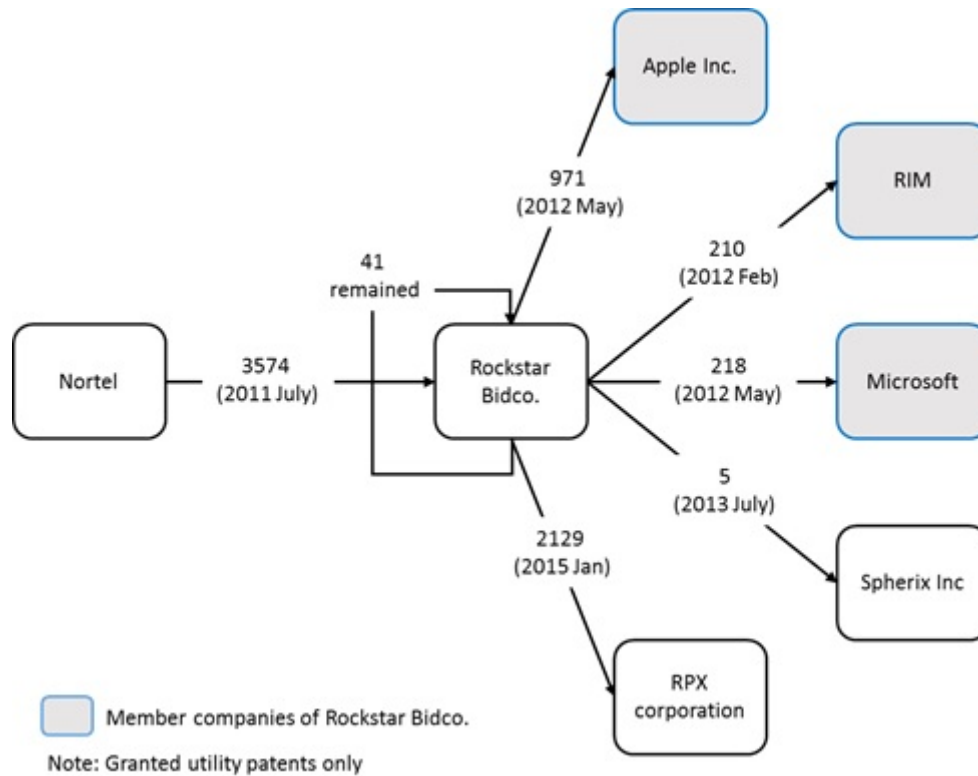 Apple Inc.
971
(2012 May)
RIM
210
(2012 Feb)
41
remained
Nortel
3574
(2011 July)
Rockstar
Bidco.
218
(2012 May)
Microsoft
5
(2013 July)
2129
(2015 Jan)
Spherix Inc
RPX
corporation
Member companies of Rockstar Bidco.
Note: Granted utility patents only